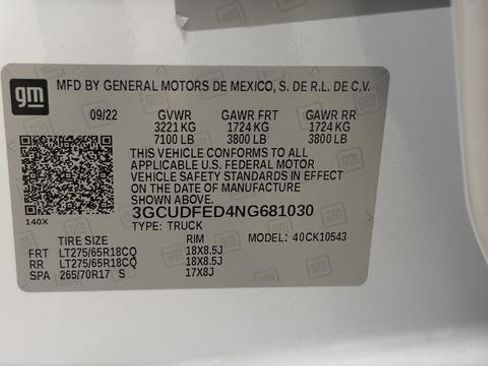 gm
MFD BY GENERAL MOTORS DE MEXICO, S. DE R.L. DE C.V.
09/22 GVWR GAWR FRT GAWR RR
3221 KG 1724 KG 1724 KG
7100 LB 3800 LB 3800 LB
THIS VEHICLE CONFORMS TO ALL
APPLICABLE U.S. FEDERAL MOTOR
VEHICLE SAFETY STANDARDS IN EFFECT
ON THE DATE OF MANUFACTURE
SHOWN ABOVE.
3GCUDFED4NG681030
140X TYPE: TRUCK
TIRE SIZE RIM MODEL: 40CK10543
FRT LT275/65R18CQ 18X8.5J
RR LT275/65R18CQ 18X8.5J
SPA 265/70R17 S 17X8J